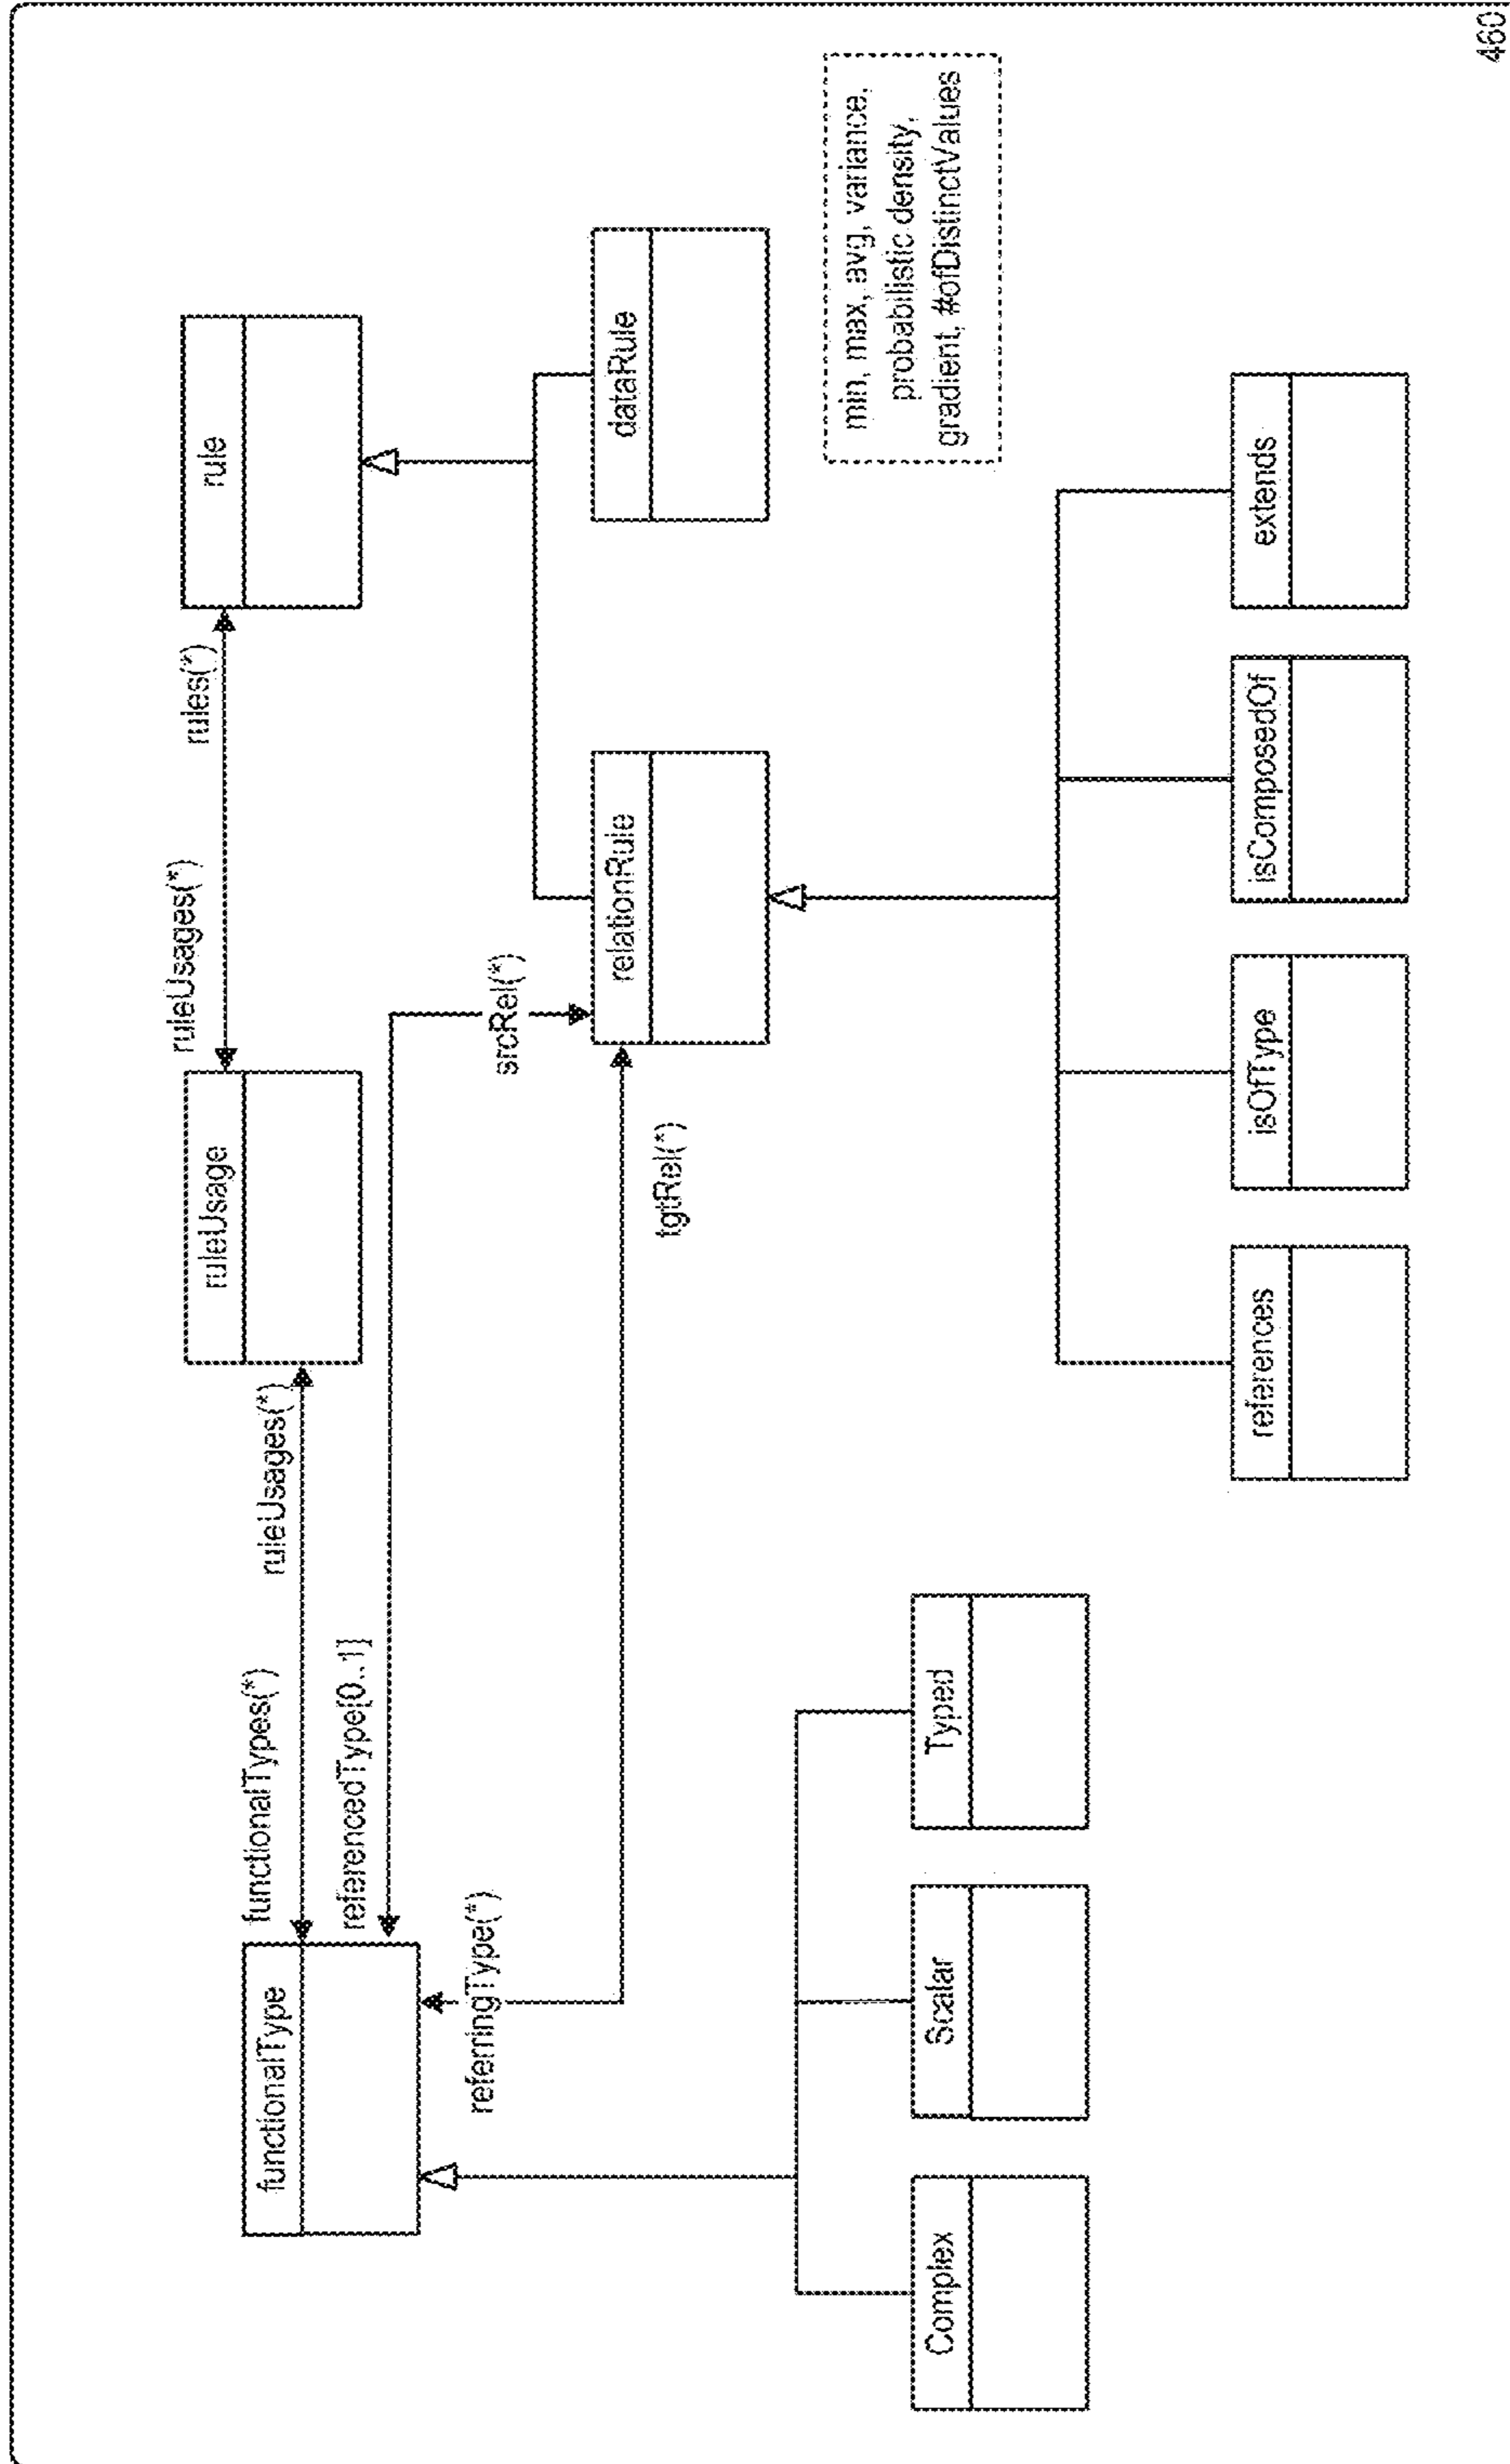 functionalType
functionalTypes(*)
ruleUsages(*)
ruleUsage
ruleUsages(*)
rules(*)
rule
referencedType[0..1]
referringType(*)
srcRel(*)
tgtRel(*)
relationRule
dataRule
min, max, avg, variance,
probabilistic density,
gradient, #ofDistinctValues
Complex
Scalar
Typed
references
isOfType
isComposedOf
extends
460